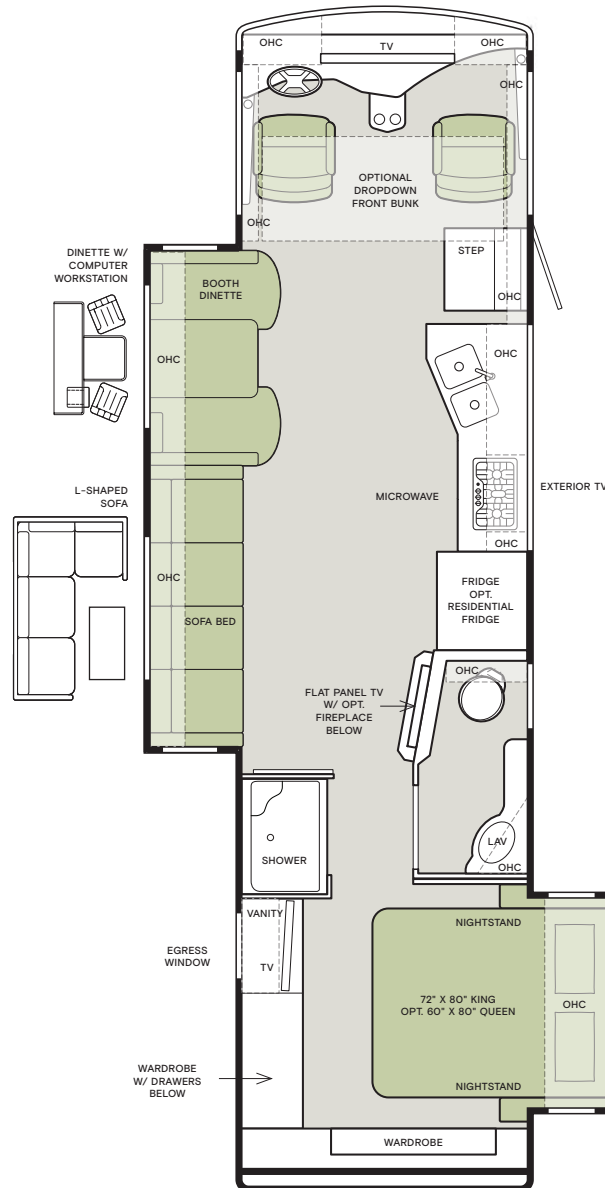 OHC
TV
OHC
OHC
OPTIONAL
DROPDOWN
FRONT BUNK
OHC
STEP
OHC
DINETTE W/
COMPUTER
WORKSTATION
BOOTH
DINETTE
OHC
OHC
L-SHAPED
SOFA
MICROWAVE
EXTERIOR TV
OHC
OHC
SOFA BED
FRIDGE
OPT.
RESIDENTIAL
FRIDGE
OHC
FLAT PANEL TV
W/ OPT.
FIREPLACE
BELOW
LAV
OHC
SHOWER
VANITY
TV
EGRESS
WINDOW
NIGHTSTAND
72" X 80" KING
OPT. 60" X 80" QUEEN
OHC
NIGHTSTAND
WARDROBE
W/ DRAWERS
BELOW
WARDROBE